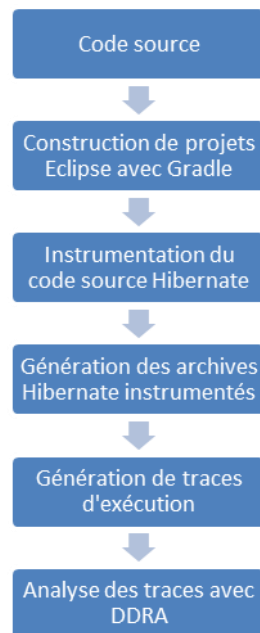 Code source
Construction de projets
Eclipse avec Gradle
Instrumentation du
code source Hibernate
Génération des archives
Hibernate instrumentés
Génération de traces
d'exécution
Analyse des traces avec
DDRA